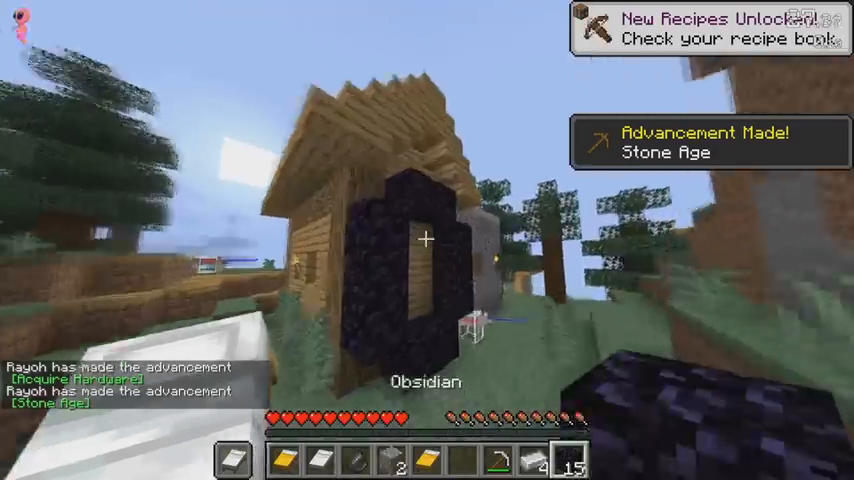 New Recipes Unlocked!
Check your recipe book
Advancement Made!
Stone Age
Rayoh has made the advancement
[Acquire Hardware]
Rayoh has made the advancement
[Stone Age]
Obsidian
2
4
15